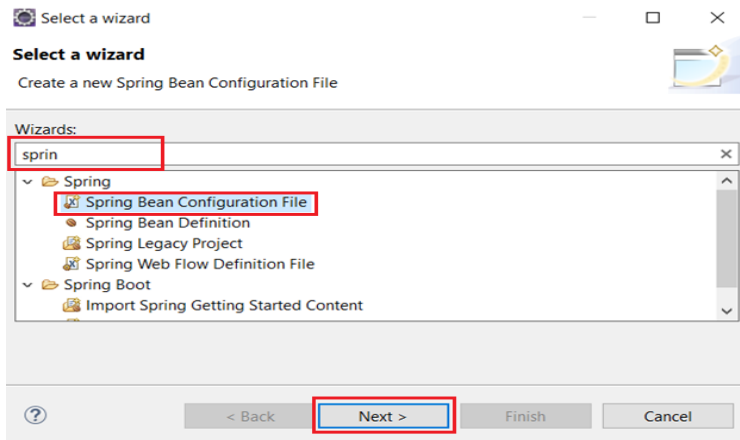 Select a wizard
Select a wizard
Create a new Spring Bean Configuration File
Wizards:
sprin
Spring
Spring Bean Configuration File
Spring Bean Definition
Spring Legacy Project
Spring Web Flow Definition File
Spring Boot
Import Spring Getting Started Content
< Back Next > Finish Cancel